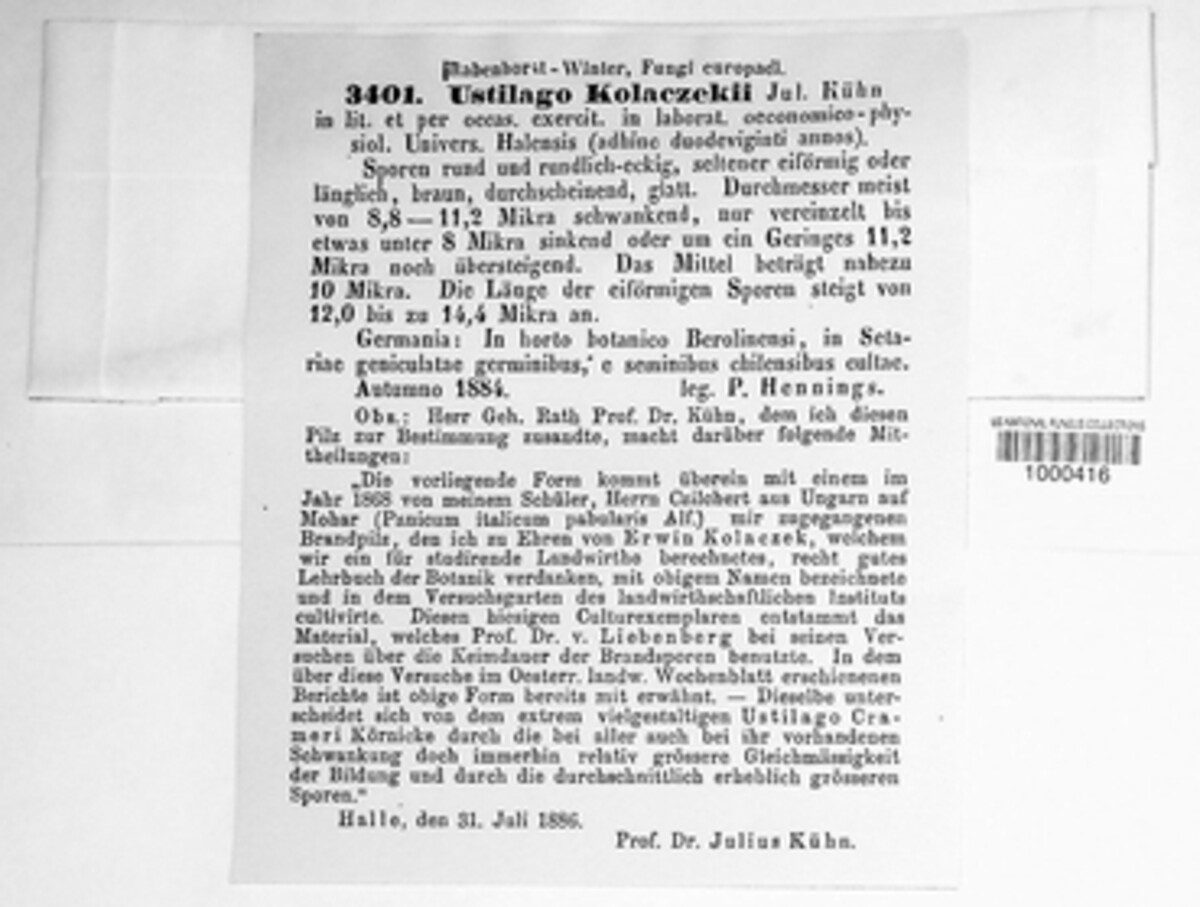 Rabenhorst-Winter, Fungi europaei.
3401. Ustilago Kolaczekii Jul. Kühn
in lit. et per occas. exercit. in laborat. oeconomico-phy-
siol. Univers. Halensis (adhinc duodeviginti annos).
Sporen rund und rundlich-eckig, seltener eiförmig oder
länglich, braun, durchscheinend, glatt. Durchmesser meist
von 8,8—11,2 Mikra schwankend, nur vereinzelt bis
etwas unter 8 Mikra sinkend oder um ein Geringes 11,2
Mikra noch übersteigend. Das Mittel beträgt nahezu
10 Mikra. Die Länge der eiförmigen Sporen steigt von
12,0 bis zu 14,4 Mikra an.
Germania: In horto botanico Berolinensi, in Seta-
riae geniculatae germinibus, e seminibus chilensibus cultae.
Autumno 1884. leg. P. Hennings.
Obs.: Herr Geh. Rath Prof. Dr. Kühn, dem ich diesen
Pilz zur Bestimmung zusandte, macht darüber folgende Mit-
theilungen:
„Die vorliegende Form kommt überein mit einem im
Jahr 1868 von meinem Schüler, Herrn Csilchert aus Ungarn auf
Mohar (Panicum italicum pabularis Alf.) mir zugegangenen
Brandpilz, den ich zu Ehren von Erwin Kolaczek, welchem
wir ein für studirende Landwirthe berechnetes, recht gutes
Lehrbuch der Botanik verdanken, mit obigem Namen bezeichnete
und in dem Versuchsgarten des landwirthschaftlichen Instituts
cultivirte. Diesen hiesigen Culturexemplaren entstammt das
Material, welches Prof. Dr. v. Liebenberg bei seinen Ver-
suchen über die Keimdauer der Brandsporen benutzte. In dem
über diese Versuche im Oesterr. landw. Wochenblatt erschienenen
Berichte ist obige Form bereits mit erwähnt. — Dieselbe unter-
scheidet sich von dem extrem vielgestaltigen Ustilago Cra-
meri Körnicke durch die bei aller auch bei ihr vorhandenen
Schwankung doch immerhin relativ grössere Gleichmässigkeit
der Bildung und durch die durchschnittlich erheblich grösseren
Sporen."
Halle, den 31. Juli 1886.
Prof. Dr. Julius Kühn.
US NATIONAL FUNGUS COLLECTIONS
1000416